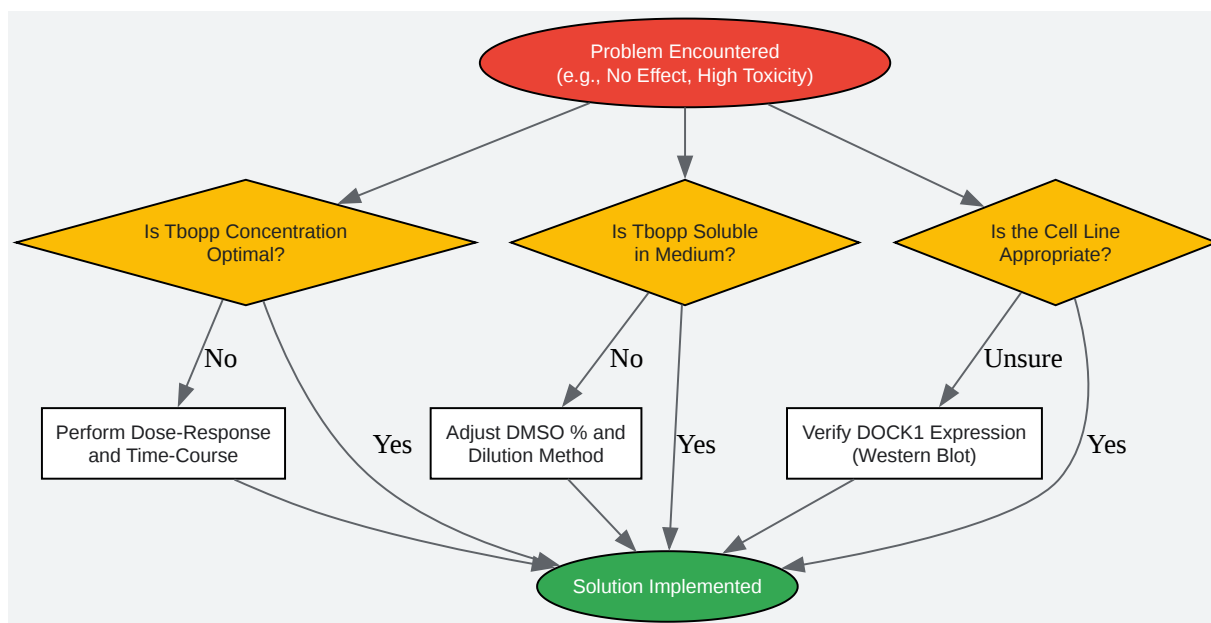 Problem Encountered
(e.g., No Effect, High Toxicity)
Is Tbopp Concentration
Optimal?
Is Tbopp Soluble
in Medium?
Is the Cell Line
Appropriate?
No
No
Unsure
Perform Dose-Response
and Time-Course
Yes
Adjust DMSO % and
Dilution Method
Yes
Verify DOCK1 Expression
(Western Blot)
Yes
Solution Implemented